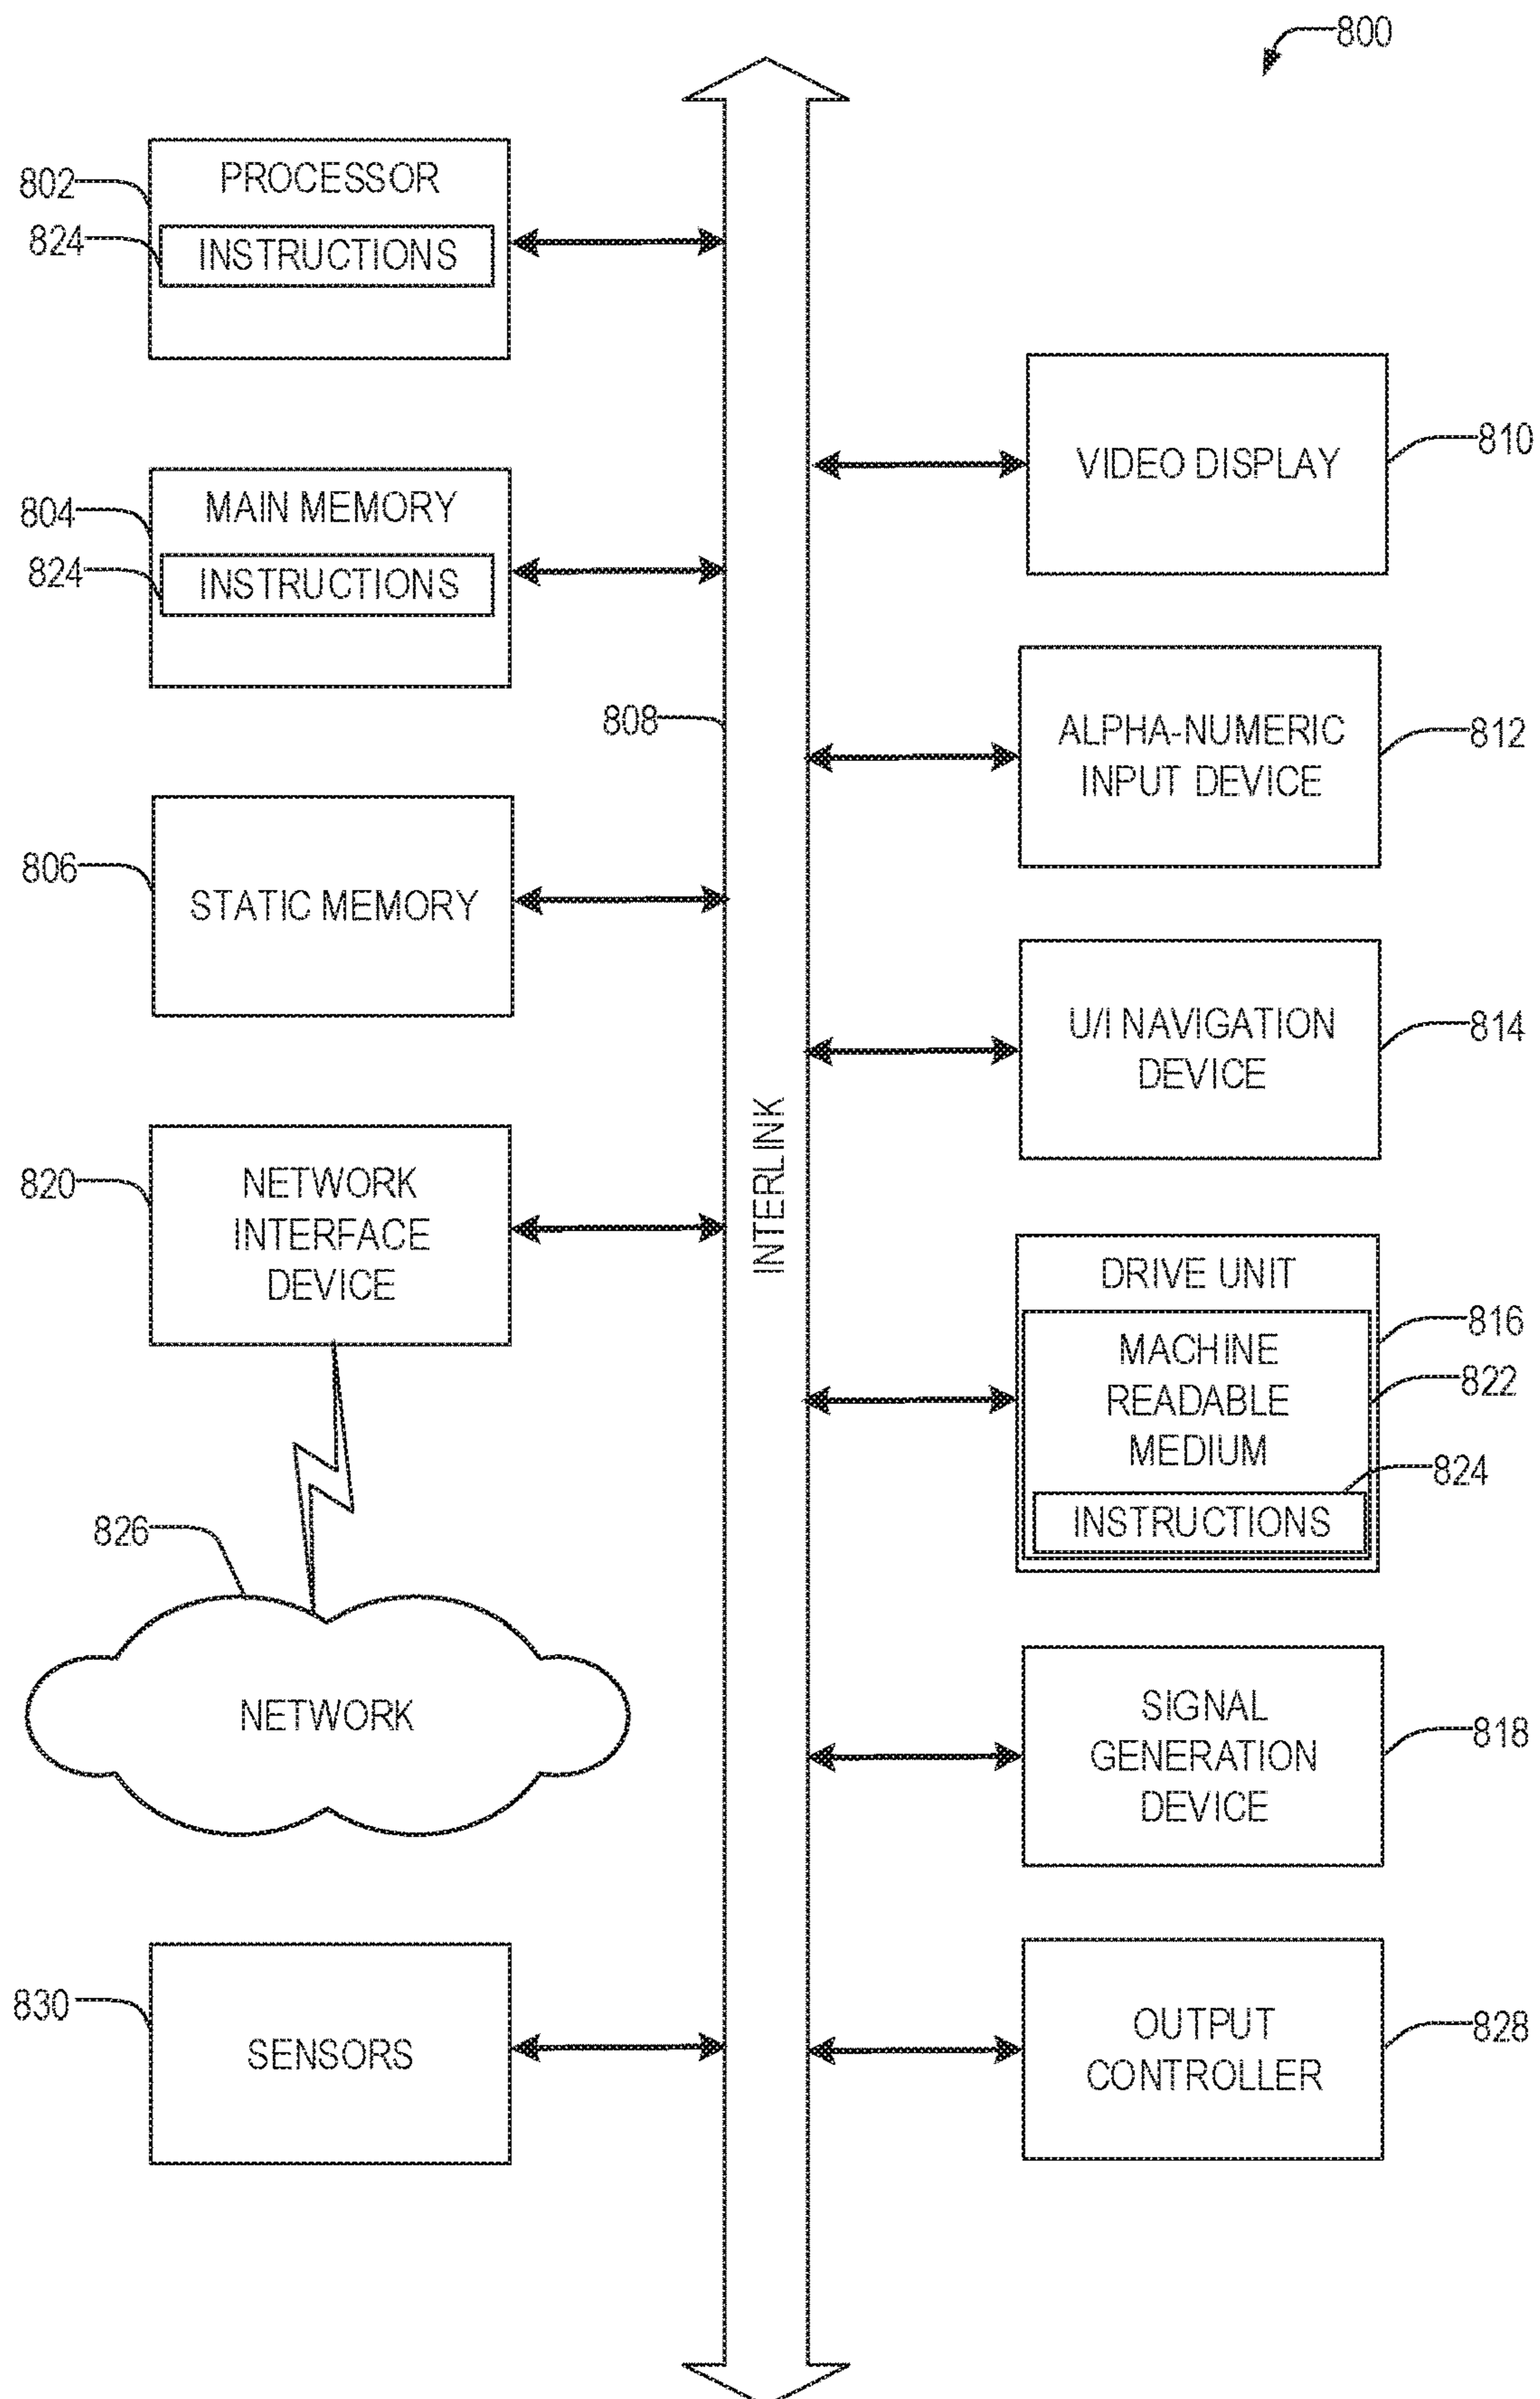 800
802
PROCESSOR
824
INSTRUCTIONS
804
MAIN MEMORY
824
INSTRUCTIONS
808
806
STATIC MEMORY
820
NETWORK
INTERFACE
DEVICE
826
NETWORK
830
SENSORS
INTERLINK
VIDEO DISPLAY
810
ALPHA-NUMERIC
INPUT DEVICE
812
U/I NAVIGATION
DEVICE
814
DRIVE UNIT
816
MACHINE
READABLE
MEDIUM
822
824
INSTRUCTIONS
SIGNAL
GENERATION
DEVICE
818
OUTPUT
CONTROLLER
828